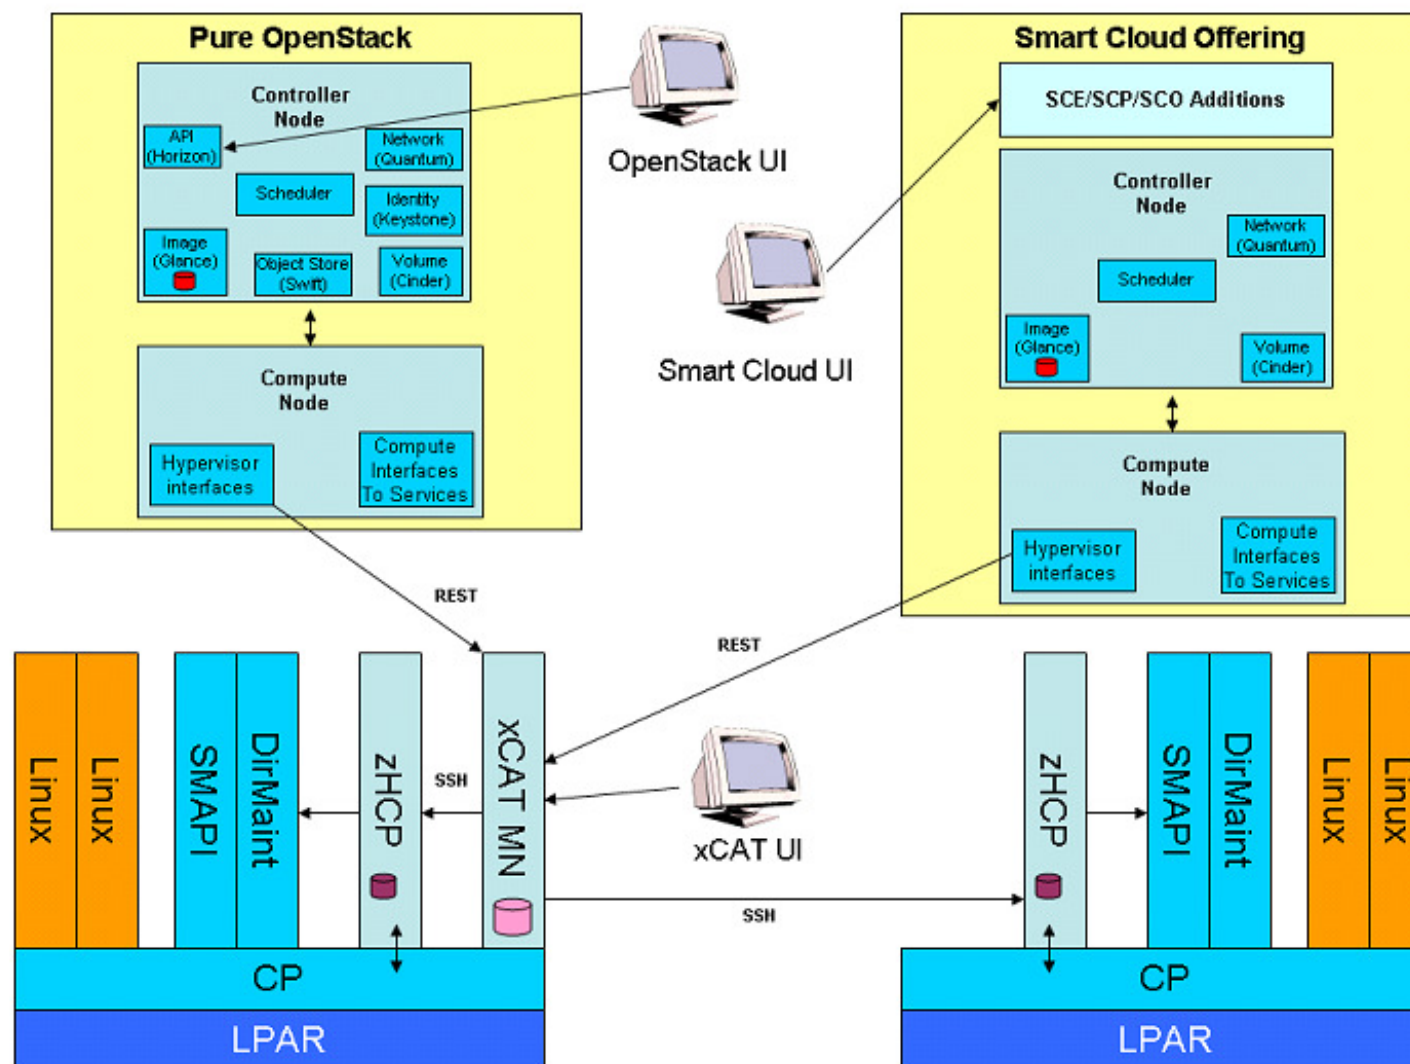 Pure OpenStack
Controller
Node
API
(Horizon)
Network
(Quantum)
Scheduler
Identity
(Keystone)
Image
(Glance)
Object Store
(Swift)
Volume
(Cinder)
Compute
Node
Hypervisor
interfaces
Compute
Interfaces
To Services
OpenStack UI
Smart Cloud UI
Smart Cloud Offering
SCE/SCP/SCO Additions
Controller
Node
Network
(Quantum)
Scheduler
Image
(Glance)
Volume
(Cinder)
Compute
Node
Hypervisor
interfaces
Compute
Interfaces
To Services
REST
REST
Linux
Linux
SMAPI
DirMaint
zHCP
SSH
xCAT MN
xCAT UI
SSH
zHCP
SMAPI
DirMaint
Linux
Linux
CP
LPAR
CP
LPAR